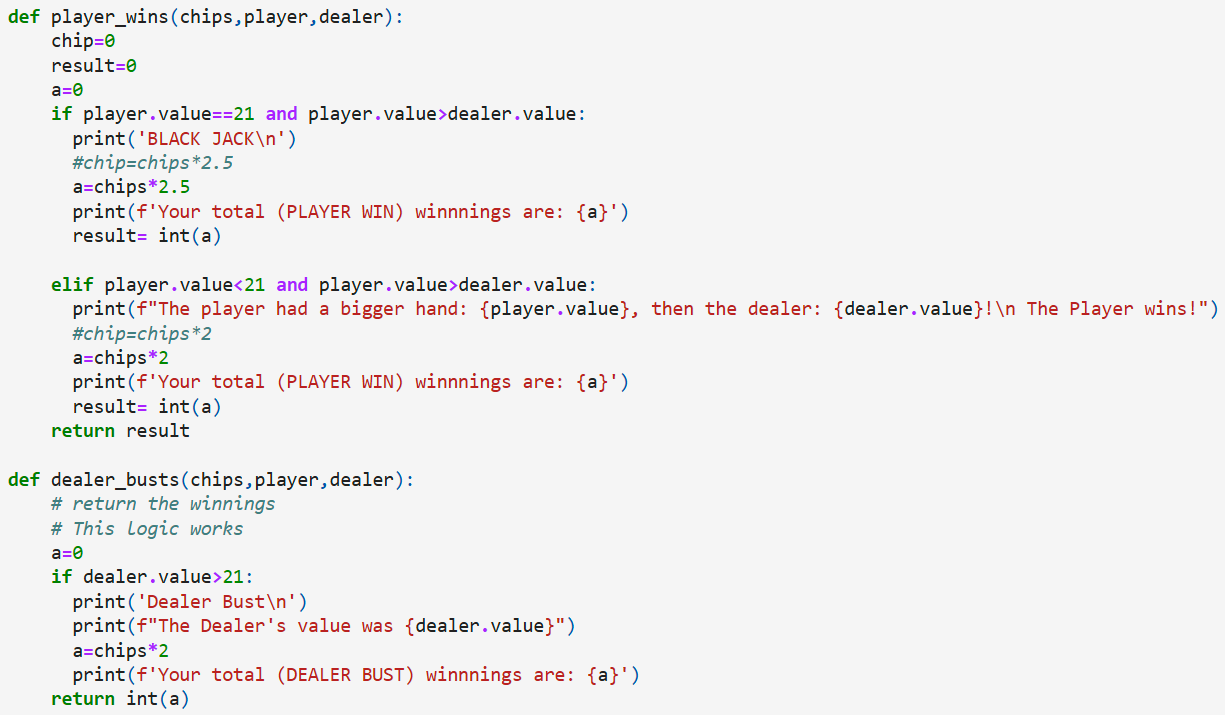 def player_wins(chips,player,dealer):
    chip=0
    result=0
    a=0
    if player.value==21 and player.value>dealer.value:
      print('BLACK JACK\n')
      #chip=chips*2.5
      a=chips*2.5
      print(f'Your total (PLAYER WIN) winnnings are: {a}')
      result= int(a)

    elif player.value<21 and player.value>dealer.value:
      print(f"The player had a bigger hand: {player.value}, then the dealer: {dealer.value}!\n The Player wins!")
      #chip=chips*2
      a=chips*2
      print(f'Your total (PLAYER WIN) winnnings are: {a}')
      result= int(a)
    return result

def dealer_busts(chips,player,dealer):
    # return the winnings
    # This logic works
    a=0
    if dealer.value>21:
      print('Dealer Bust\n')
      print(f"The Dealer's value was {dealer.value}")
      a=chips*2
      print(f'Your total (DEALER BUST) winnnings are: {a}')
    return int(a)